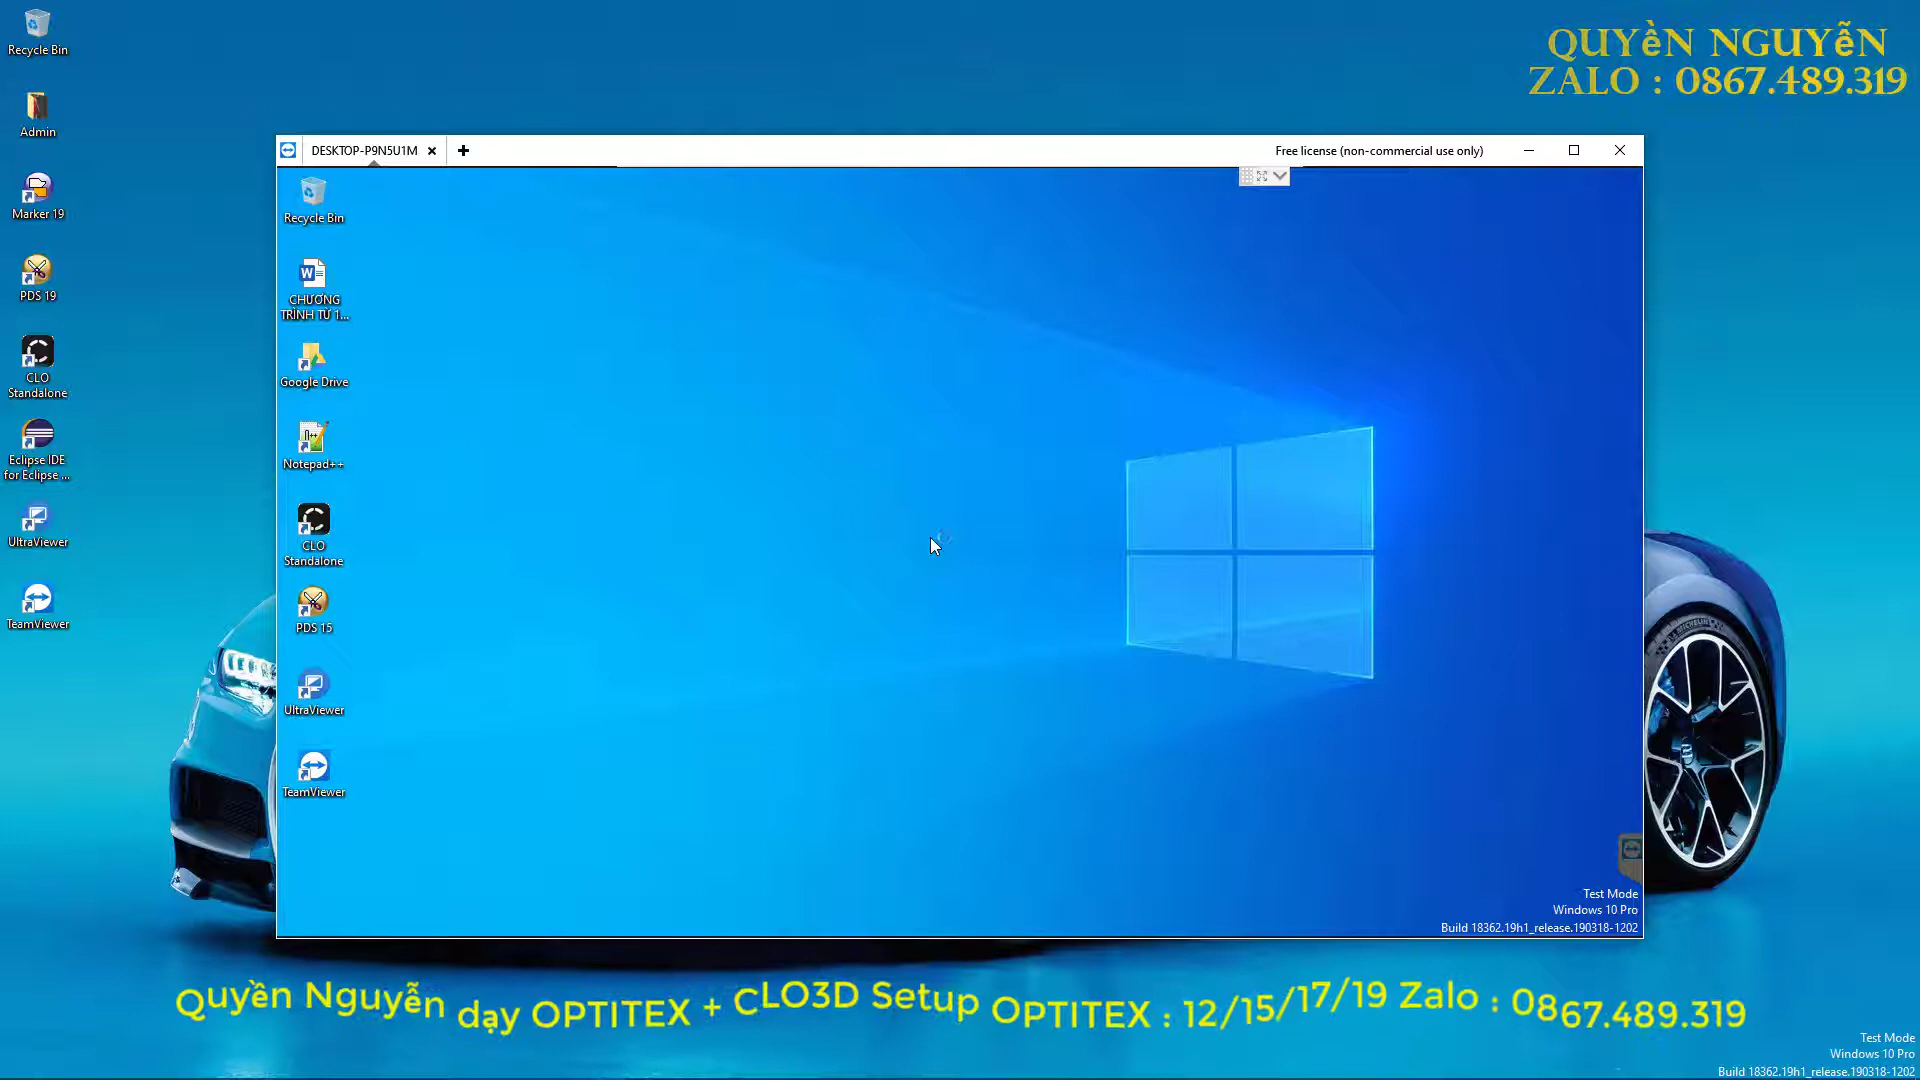 Recycle Bin
Admin
Marker 19
PDS 19
CLO
Standalone
Eclipse IDE
for Eclipse ...
UltraViewer
TeamViewer
QUYềN NGUYỄN
ZALO : 0867.489.319
DESKTOP-P9N5U1M
Free license (non-commercial use only)
Recycle Bin
CHƯƠNG
TRÌNH TỪ 1...
Google Drive
Notepad++
CLO
Standalone
PDS 15
UltraViewer
TeamViewer
Test Mode
Windows 10 Pro
Build 18362.19h1_release.190318-1202
Quyền Nguyễn dạy OPTITEX + CLO3D Setup OPTITEX : 12/15/17/19 Zalo : 0867.489.319
Test Mode
Windows 10 Pro
Build 18362.19h1_release.190318-1202